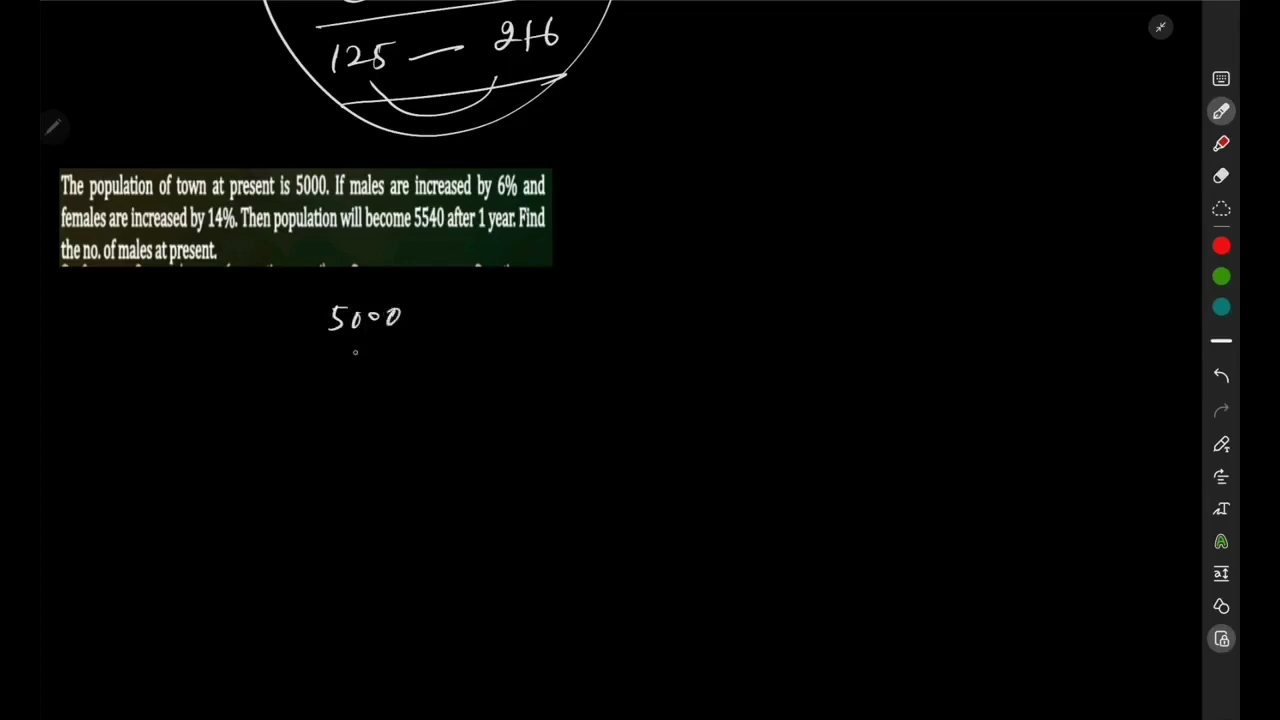 125 — 216
The population of town at present is 5000. If males are increased by 6% and
females are increased by 14%. Then population will become 5540 after 1 year. Find
the no. of males at present.
5000